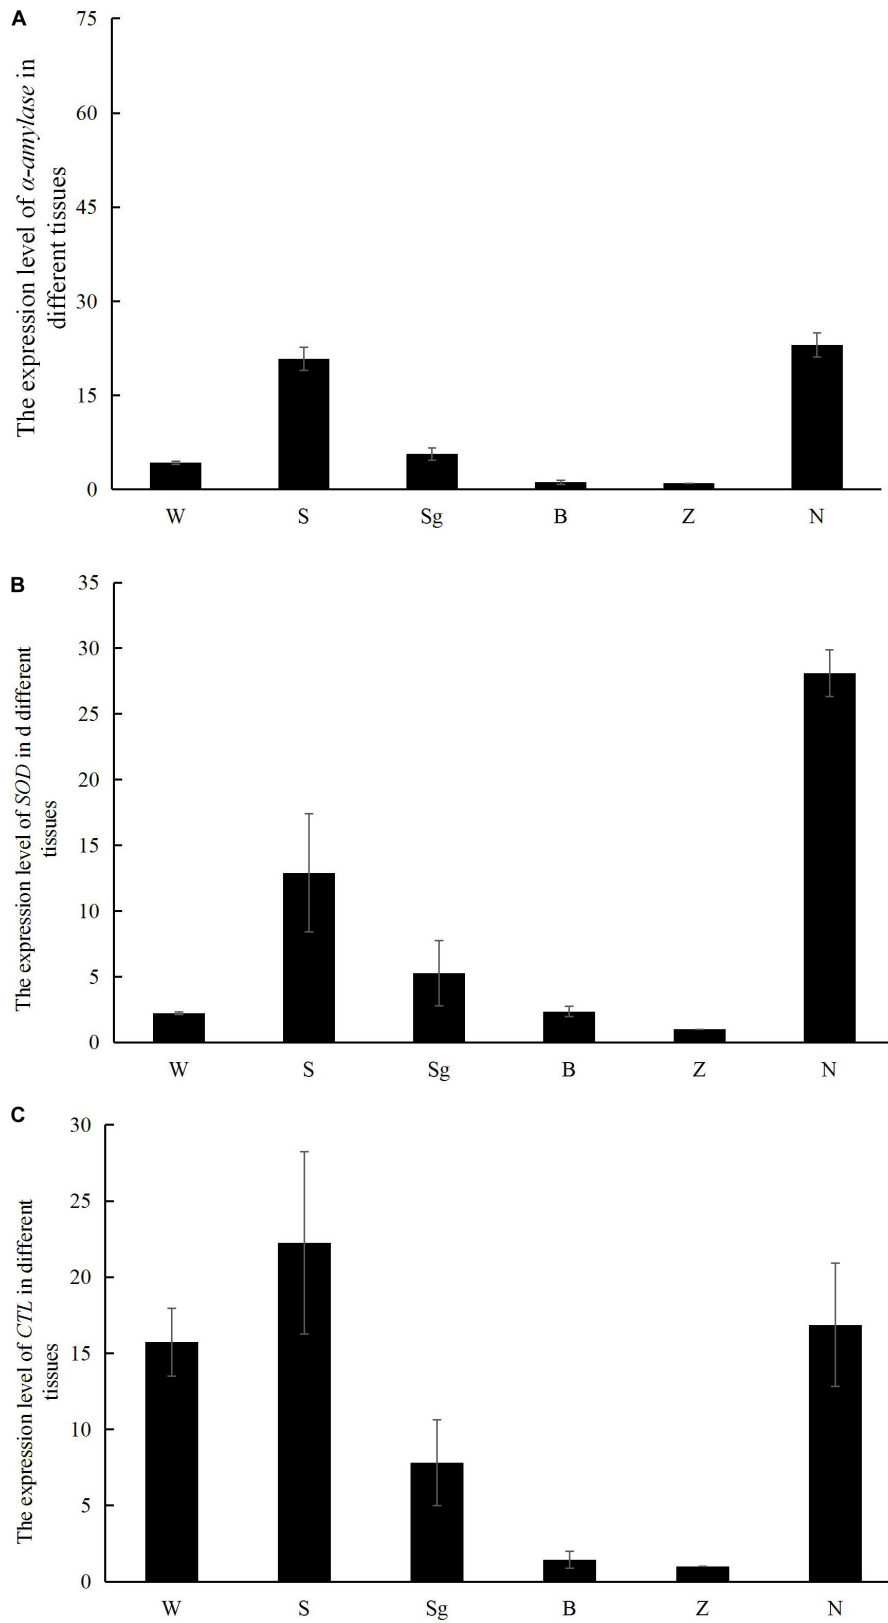 A
The expression level of α-amylase in
different tissues
75
60
45
30
15
0
W S Sg B Z N
B
The expression level of SOD in d different
tissues
35
30
25
20
15
10
5
0
W S Sg B Z N
C
The expression level of CTL in different
tissues
30
25
20
15
10
5
0
W S Sg B Z N